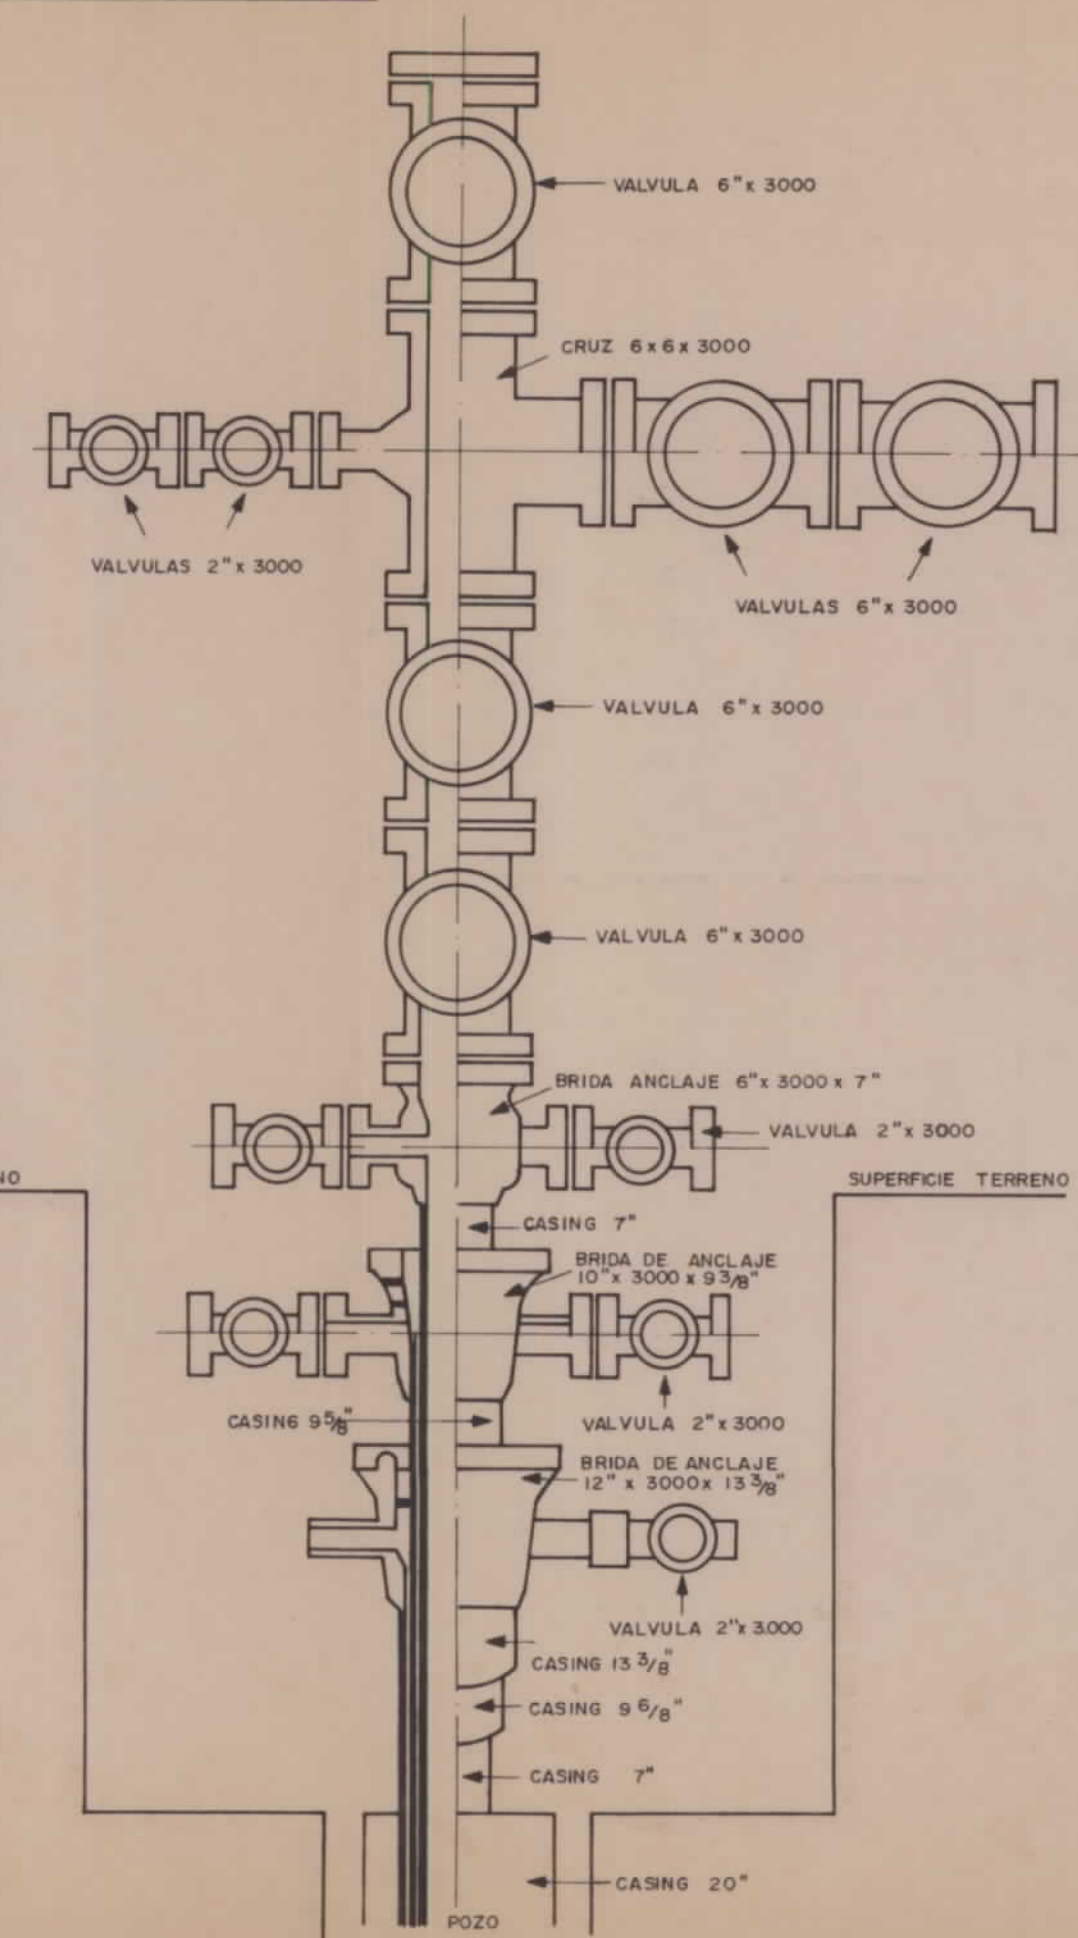 VALVULA 6" x 3000
CRUZ 6 x 6 x 3000
VALVULAS 2" x 3000
VALVULAS 6" x 3000
VALVULA 6" x 3000
VALVULA 6" x 3000
BRIDA ANCLAJE 6" x 3000 x 7"
VALVULA 2" x 3000
NO
SUPERFICIE TERRENO
CASING 7"
BRIDA DE ANCLAJE
10" x 3000 x 9 3/8"
CASING 9 5/8"
VALVULA 2" x 3000
BRIDA DE ANCLAJE
12" x 3000 x 13 3/8"
VALVULA 2" x 3.000
CASING 13 3/8"
CASING 9 6/8"
CASING 7"
CASING 20"
POZO